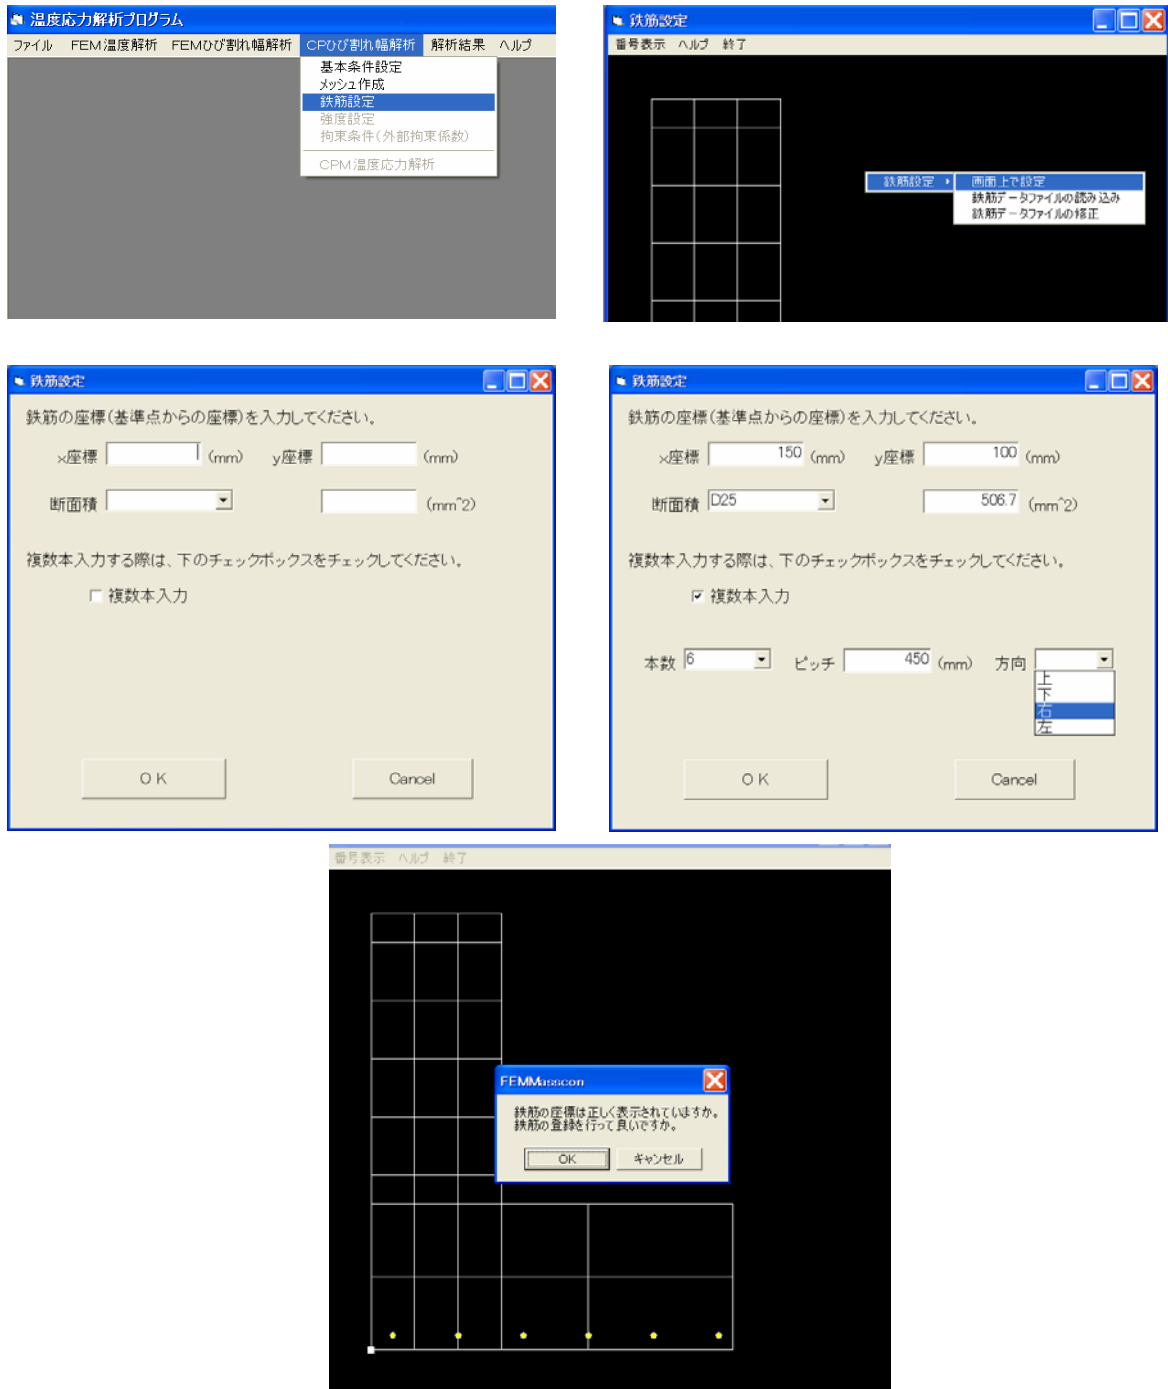 温度応力解析プログラム
ファイル FEM温度解析 FEMひび割れ幅解析 CPひび割れ幅解析 解析結果 ヘルプ
基本条件設定
メッシュ作成
鉄筋設定
強度設定
拘束条件(外部拘束係数)
CPM温度応力解析
鉄筋設定
番号表示 ヘルプ 終了
鉄筋設定
画面上で設定
鉄筋データファイルの読み込み
鉄筋データファイルの修正
鉄筋設定
鉄筋の座標(基準点からの座標)を入力してください。
x座標 (mm) y座標 (mm)
断面積 (mm^2)
複数本入力する際は、下のチェックボックスをチェックしてください。
複数本入力
OK Cancel
鉄筋設定
鉄筋の座標(基準点からの座標)を入力してください。
x座標 150 (mm) y座標 100 (mm)
断面積 D25 506.7 (mm^2)
複数本入力する際は、下のチェックボックスをチェックしてください。
複数本入力
本数 6 ピッチ 450 (mm) 方向
上
下
右
左
OK Cancel
番号表示 ヘルプ 終了
FEMMasscon
鉄筋の座標は正しく表示されていますか。
鉄筋の登録を行って良いですか。
OK キャンセル